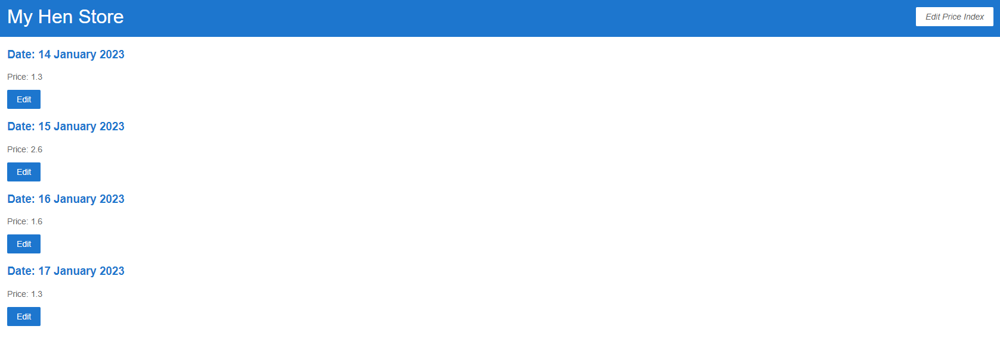 My Hen Store
Edit Price Index
Date: 14 January 2023
Price: 1.3
Edit
Date: 15 January 2023
Price: 2.6
Edit
Date: 16 January 2023
Price: 1.6
Edit
Date: 17 January 2023
Price: 1.3
Edit